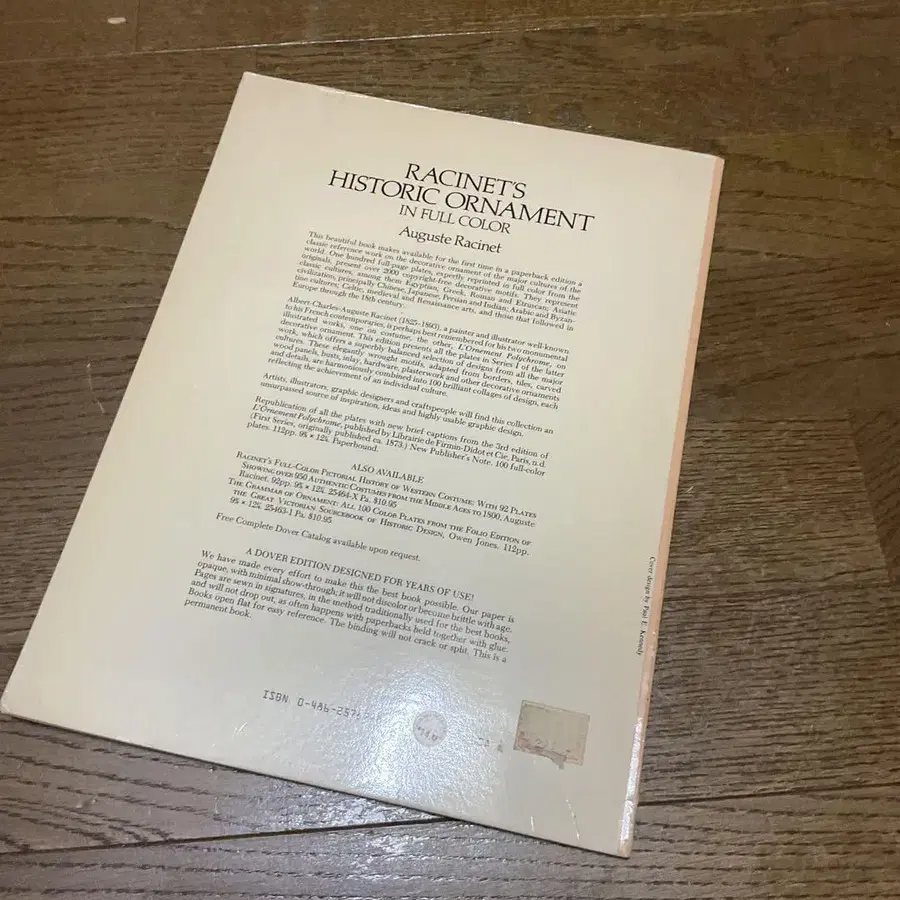 RACINET'S
HISTORIC ORNAMENT
IN FULL COLOR
Auguste Racinet
This beautiful book makes available for the first time in a paperback edition a
classic reference work on the decorative ornament of the major cultures of the
world. One hundred full-page plates, expertly reprinted in full color from the
originals, present over 2000 copyright-free decorative motifs. They represent
classic cultures, among them Egyptian, Greek, Roman and Etruscan; Asiatic
civilization, principally Chinese, Japanese, Persian and Indian; Arabic and Byzan-
tine cultures; Celtic, medieval and Renaissance arts, and those that followed in
Europe through the 18th century.
Albert-Charles-Auguste Racinet (1825-1893), a painter and illustrator well-known
to his French contemporaries, is perhaps best remembered for his two monumental
illustrated works, one on costume, the other, L'Ornement Polychrome, on
decorative ornament. This edition presents all the plates in Series I of the latter
work, which offers a superbly balanced selection of designs from all the major
cultures. These elegantly wrought motifs, adapted from borders, tiles, carved
wood panels, busts, inlay, hardware, plasterwork and other decorative ornaments
and details, are harmoniously combined into 100 brilliant collages of design, each
reflecting the achievement of an individual culture.
Artists, illustrators, graphic designers and craftspeople will find this collection an
unsurpassed source of inspiration, ideas and highly usable graphic design.
Republication of all the plates with new brief captions from the 3rd edition of
L'Ornement Polychrome, published by Librairie de Firmin-Didot et Cie, Paris, n.d.
(First Series, originally published ca. 1873.) New Publisher's Note. 100 full-color
plates. 112pp. 9⅜ × 12¼. Paperbound.
ALSO AVAILABLE
RACINET'S FULL-COLOR PICTORIAL HISTORY OF WESTERN COSTUME: WITH 92 PLATES
SHOWING OVER 950 AUTHENTIC COSTUMES FROM THE MIDDLE AGES TO 1800, Auguste
Racinet. 92pp. 9⅜ × 12¼. 25464-X Pa. $10.95
THE GRAMMAR OF ORNAMENT: ALL 100 COLOR PLATES FROM THE FOLIO EDITION OF
THE GREAT VICTORIAN SOURCEBOOK OF HISTORIC DESIGN, Owen Jones. 112pp.
9⅜ × 12¼. 25463-1 Pa. $10.95
Free Complete Dover Catalog available upon request.
A DOVER EDITION DESIGNED FOR YEARS OF USE!
We have made every effort to make this the best book possible. Our paper is
opaque, with minimal show-through; it will not discolor or become brittle with age.
Pages are sewn in signatures, in the method traditionally used for the best books,
and will not drop out, as often happens with paperbacks held together with glue.
Books open flat for easy reference. The binding will not crack or split. This is a
permanent book.
ISBN 0-486-257
Cover design by Paul E. Kennedy